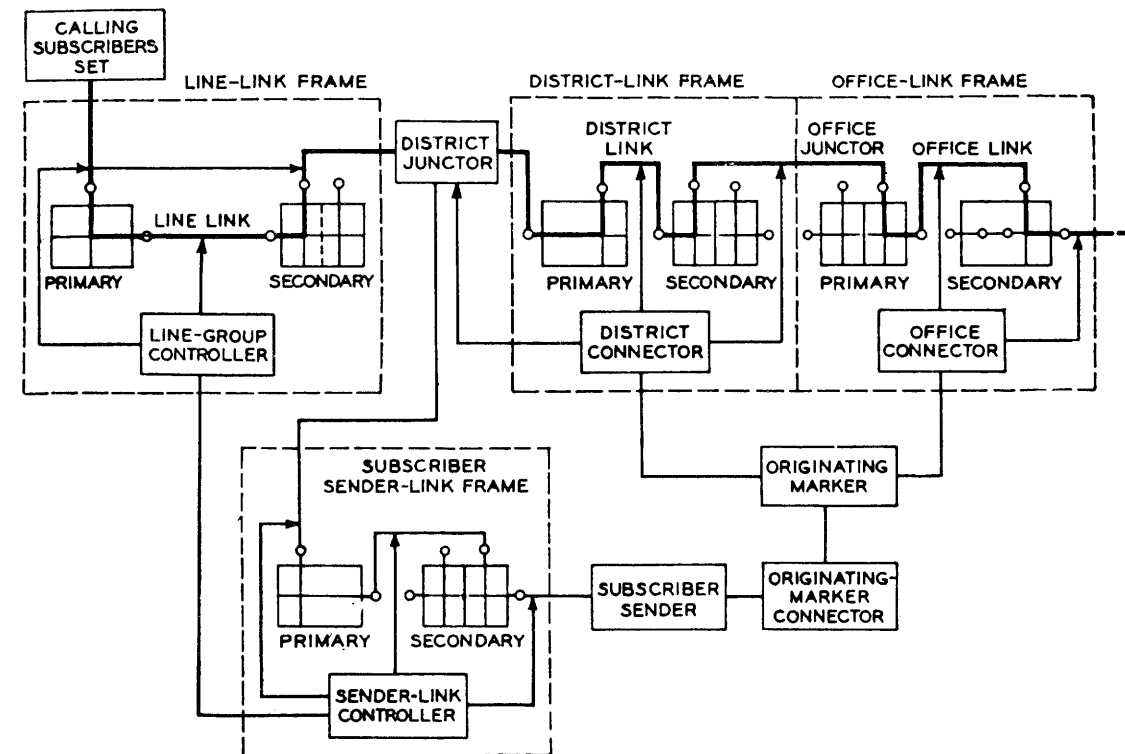 CALLING
SUBSCRIBERS
SET
LINE-LINK FRAME
DISTRICT-LINK FRAME
OFFICE-LINK FRAME
DISTRICT
JUNCTOR
DISTRICT
LINK
OFFICE
JUNCTOR
OFFICE LINK
LINE LINK
PRIMARY
SECONDARY
PRIMARY
SECONDARY
PRIMARY
SECONDARY
LINE-GROUP
CONTROLLER
DISTRICT
CONNECTOR
OFFICE
CONNECTOR
SUBSCRIBER
SENDER-LINK FRAME
ORIGINATING
MARKER
PRIMARY
SECONDARY
SUBSCRIBER
SENDER
ORIGINATING-
MARKER
CONNECTOR
SENDER-LINK
CONTROLLER